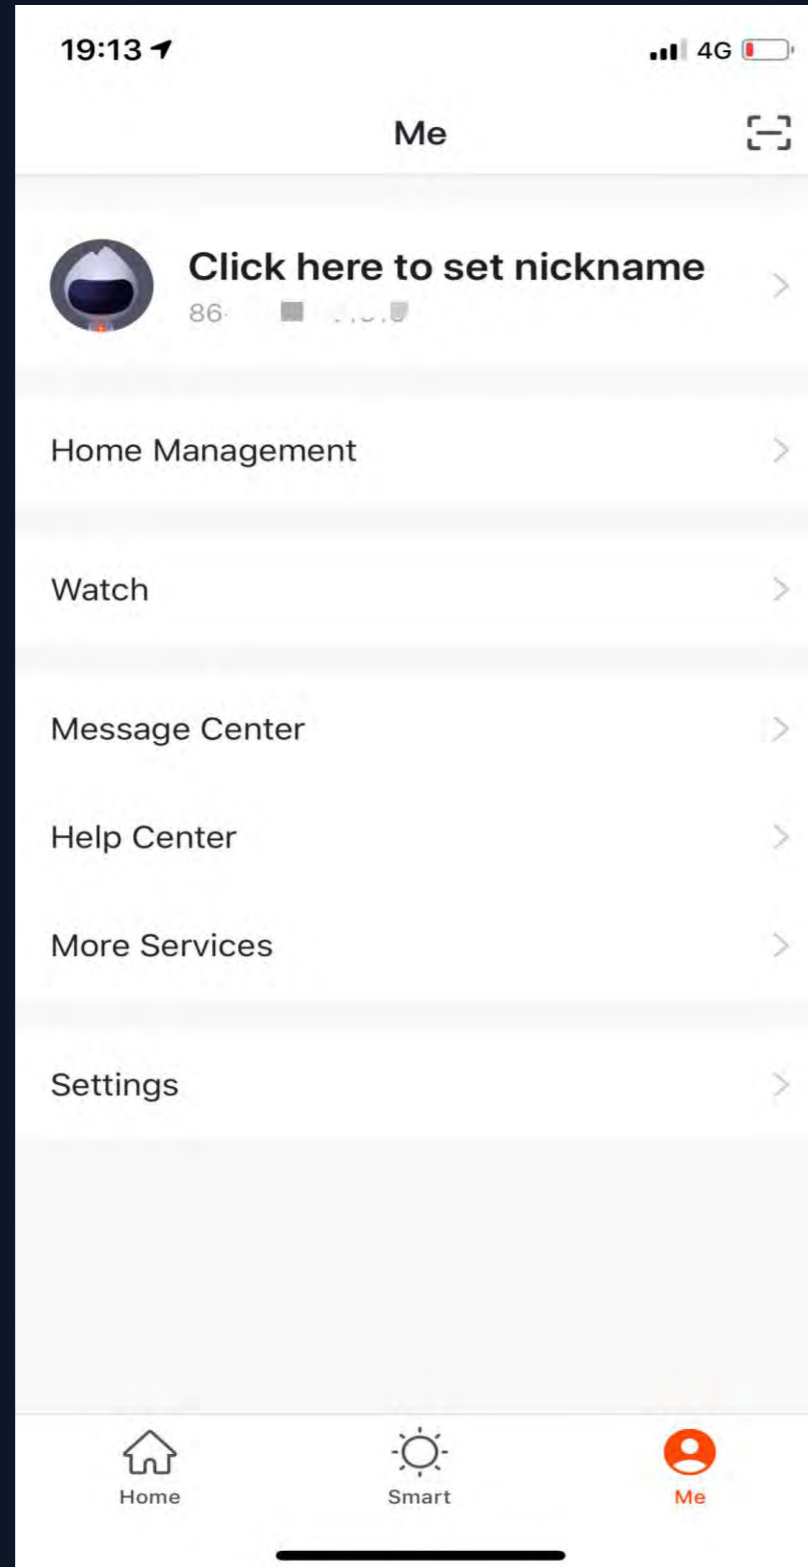 19:13
4G
Me
Click here to set nickname
86-
Home Management
Watch
Message Center
Help Center
More Services
Settings
Home
Smart
Me